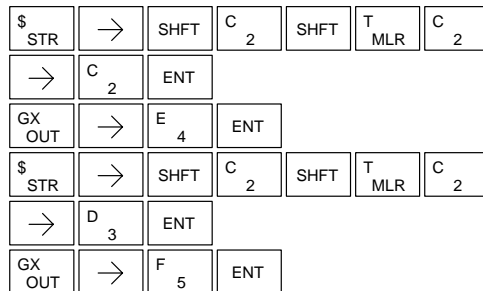 $ STR → SHFT C 2 SHFT T MLR C 2
→ C 2 ENT
GX OUT → E 4 ENT
$ STR → SHFT C 2 SHFT T MLR C 2
→ D 3 ENT
GX OUT → F 5 ENT